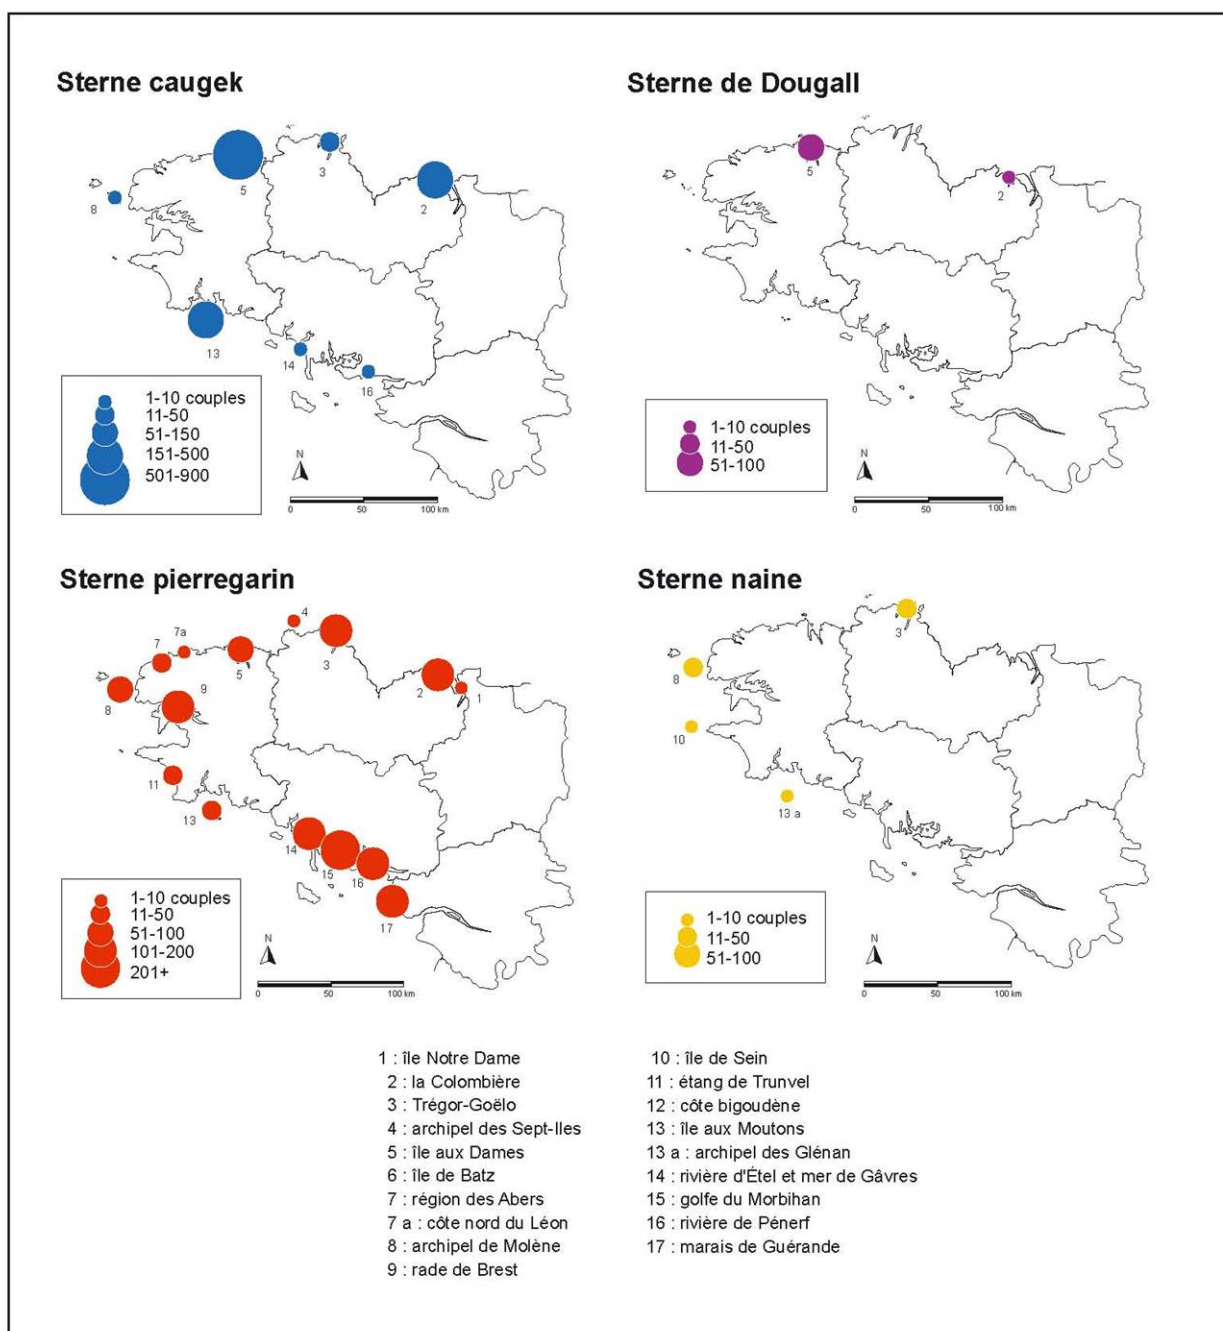 Sterne caugek
5
3
2
8
13
14
16
1-10 couples
11-50
51-150
151-500
501-900
N
0 50 100 km
Sterne de Dougall
5
2
1-10 couples
11-50
51-100
N
0 50 100 km
Sterne pierregarin
4
7a
7
5
3
9
8
2
1
11
13
14
15
16
17
1-10 couples
11-50
51-100
101-200
201+
N
0 50 100 km
Sterne naine
3
8
10
13 a
1-10 couples
11-50
51-100
N
0 50 100 km
1 : île Notre Dame
2 : la Colombière
3 : Trégor-Goëlo
4 : archipel des Sept-Iles
5 : île aux Dames
6 : île de Batz
7 : région des Abers
7 a : côte nord du Léon
8 : archipel de Molène
9 : rade de Brest
10 : île de Sein
11 : étang de Trunvel
12 : côte bigoudène
13 : île aux Moutons
13 a : archipel des Glénan
14 : rivière d'Étel et mer de Gâvres
15 : golfe du Morbihan
16 : rivière de Pénerf
17 : marais de Guérande